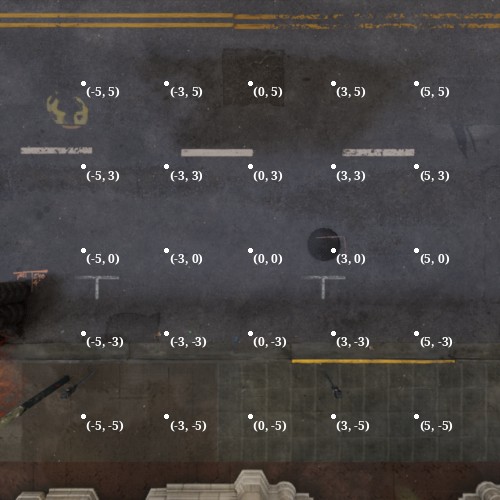 (-5, 5) (-3, 5) (0, 5) (3, 5) (5, 5)
(-5, 3) (-3, 3) (0, 3) (3, 3) (5, 3)
(-5, 0) (-3, 0) (0, 0) (3, 0) (5, 0)
(-5, -3) (-3, -3) (0, -3) (3, -3) (5, -3)
(-5, -5) (-3, -5) (0, -5) (3, -5) (5, -5)